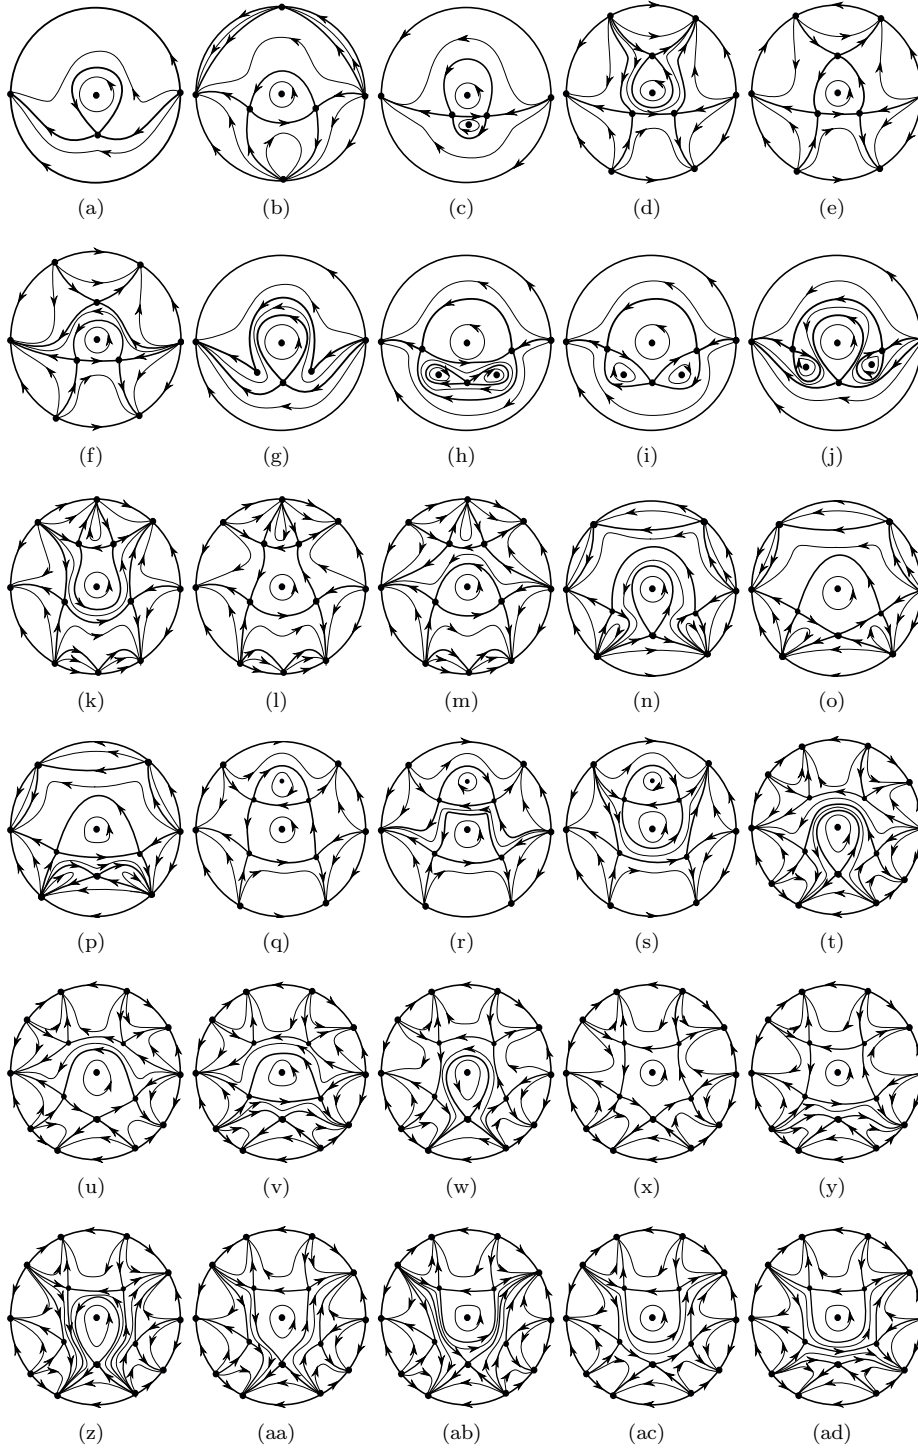 (a) (b) (c) (d) (e)
(f) (g) (h) (i) (j)
(k) (l) (m) (n) (o)
(p) (q) (r) (s) (t)
(u) (v) (w) (x) (y)
(z) (aa) (ab) (ac) (ad)